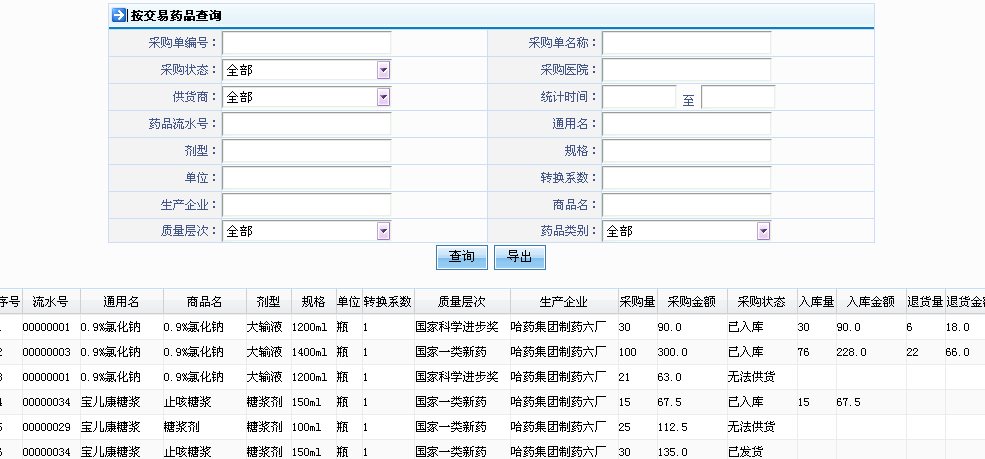 按交易药品查询
采购单编号： 采购单名称：
采购状态： 全部 采购医院：
供货商： 全部 统计时间： 至
药品流水号： 通用名：
剂型： 规格：
单位： 转换系数：
生产企业： 商品名：
质量层次： 全部 药品类别： 全部
查询 导出
序号 流水号 通用名 商品名 剂型 规格 单位 转换系数 质量层次 生产企业 采购量 采购金额 采购状态 入库量 入库金额 退货量 退货金额
1 00000001 0.9%氯化钠 0.9%氯化钠 大输液 1200ml 瓶 1 国家科学进步奖 哈药集团制药六厂 30 90.0 已入库 30 90.0 6 18.0
2 00000003 0.9%氯化钠 0.9%氯化钠 大输液 1400ml 瓶 1 国家一类新药 哈药集团制药六厂 100 300.0 已入库 76 228.0 22 66.0
3 00000001 0.9%氯化钠 0.9%氯化钠 大输液 1200ml 瓶 1 国家科学进步奖 哈药集团制药六厂 21 63.0 无法供货
4 00000034 宝儿康糖浆 止咳糖浆 糖浆剂 150ml 瓶 1 国家一类新药 哈药集团制药六厂 15 67.5 已入库 15 67.5
5 00000029 宝儿康糖浆 糖浆剂 糖浆剂 100ml 瓶 1 国家一类新药 哈药集团制药六厂 25 112.5 无法供货
6 00000034 宝儿康糖浆 止咳糖浆 糖浆剂 150ml 瓶 1 国家一类新药 哈药集团制药六厂 30 135.0 已发货